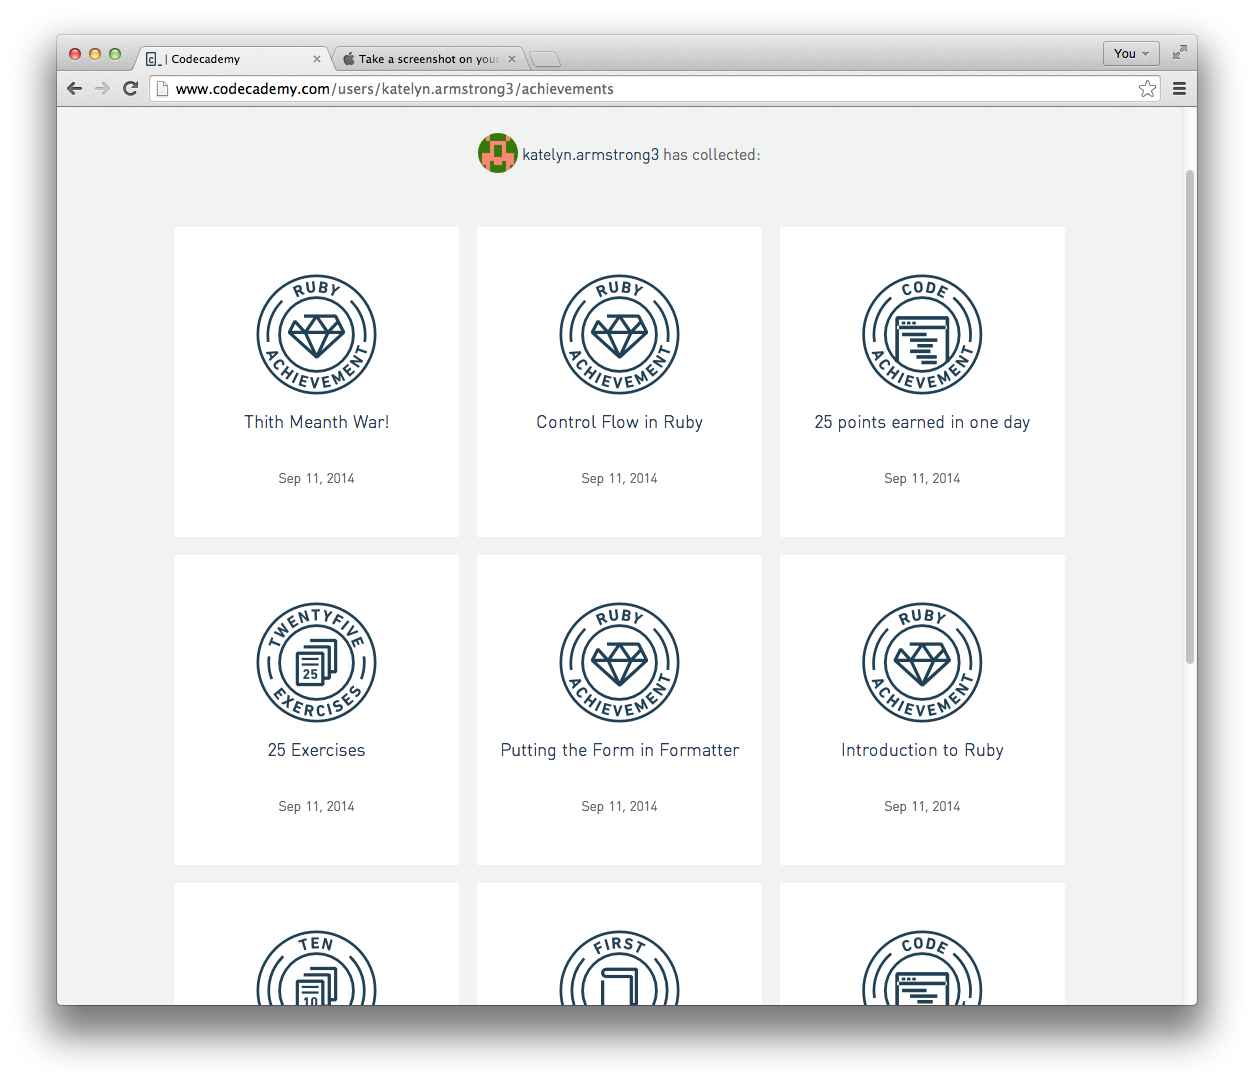 c_ | Codecademy
Take a screenshot on your
You
www.codecademy.com/users/katelyn.armstrong3/achievements
katelyn.armstrong3 has collected:
RUBY
ACHIEVEMENT
Thith Meanth War!
Sep 11, 2014
RUBY
ACHIEVEMENT
Control Flow in Ruby
Sep 11, 2014
CODE
ACHIEVEMENT
25 points earned in one day
Sep 11, 2014
TWENTYFIVE
25
EXERCISES
25 Exercises
Sep 11, 2014
RUBY
ACHIEVEMENT
Putting the Form in Formatter
Sep 11, 2014
RUBY
ACHIEVEMENT
Introduction to Ruby
Sep 11, 2014
TEN
10
FIRST
CODE